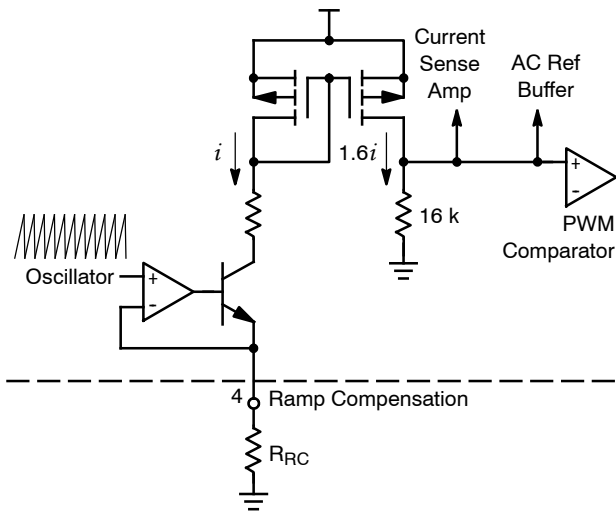 Current
Sense
Amp
AC Ref
Buffer
i
1.6i
+
-
16 k
PWM
Comparator
Oscillator
+
-
4
Ramp Compensation
RRC